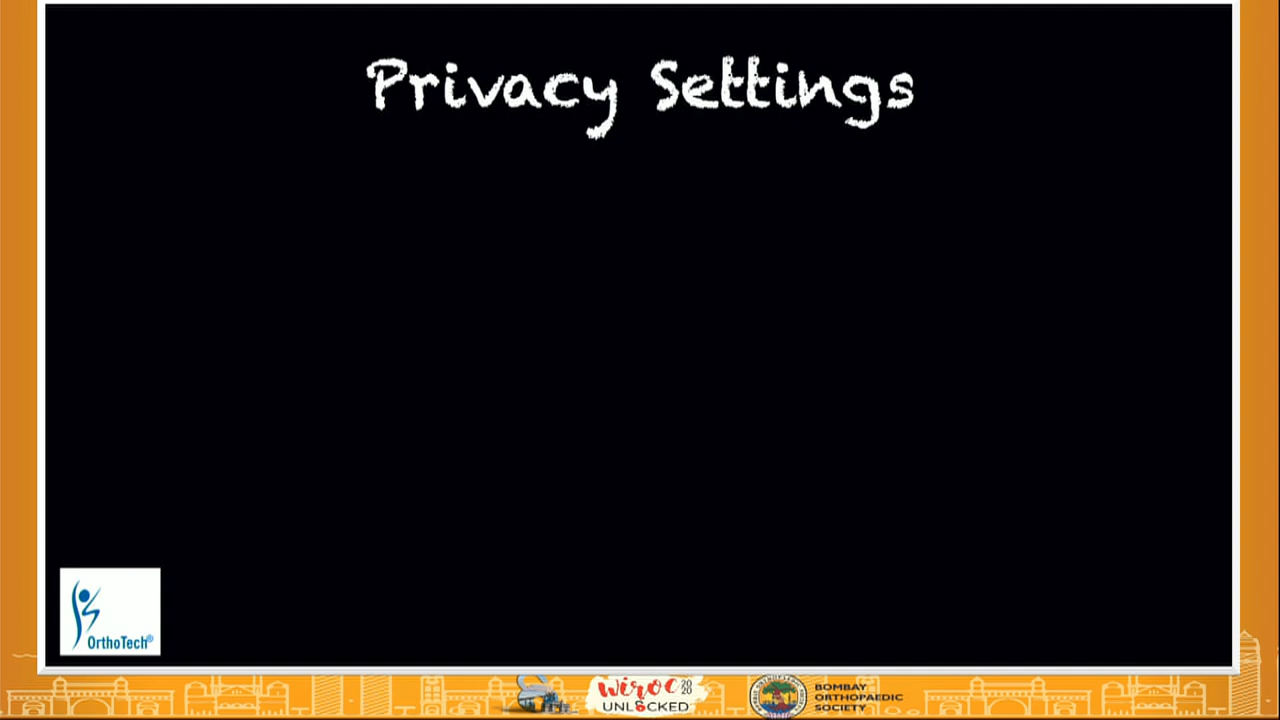 Privacy Settings
OrthoTech®
WIROC 2020
UNLOCKED
BOMBAY
ORTHOPAEDIC
SOCIETY